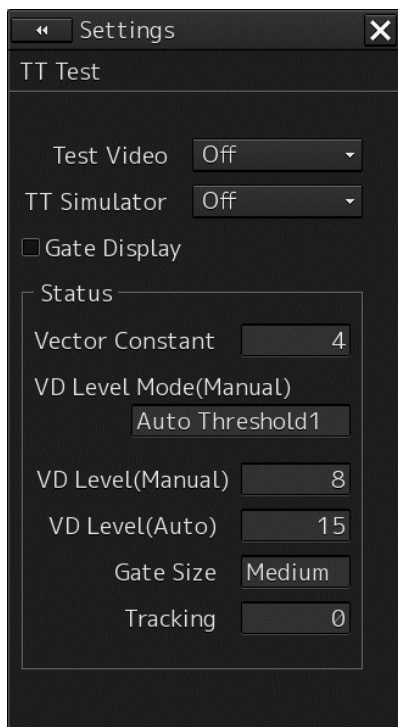 Settings
TT Test
Test Video Off
TT Simulator Off
Gate Display
Status
Vector Constant 4
VD Level Mode(Manual)
Auto Threshold1
VD Level(Manual) 8
VD Level(Auto) 15
Gate Size Medium
Tracking 0